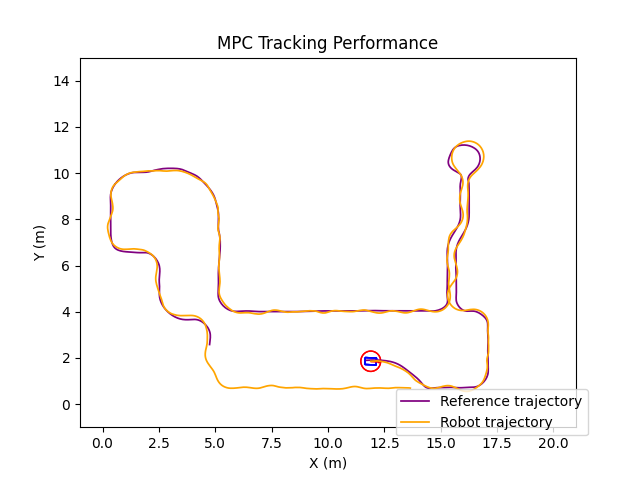 MPC Tracking Performance
14
12
10
8
6
4
2
0
Y (m)
0.0 2.5 5.0 7.5 10.0 12.5 15.0 17.5 20.0
X (m)
Reference trajectory
Robot trajectory